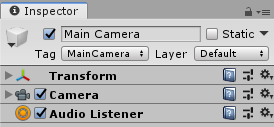 Inspector
Main Camera Static
Tag MainCamera Layer Default
Transform
Camera
Audio Listener